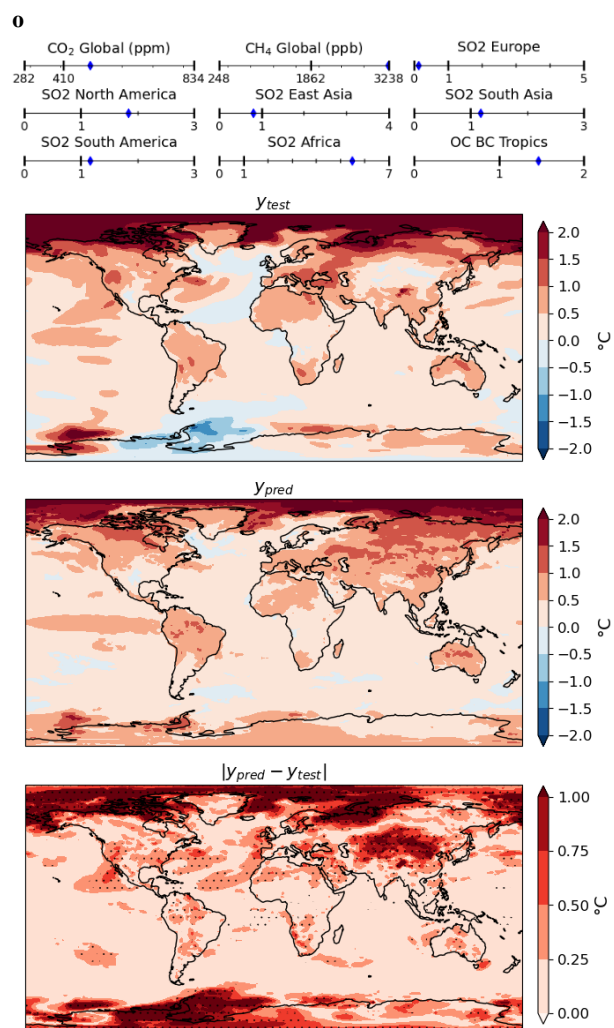 o
CO₂ Global (ppm) CH₄ Global (ppb) SO2 Europe
282 410 834 248 1862 3238 0 1 5
SO2 North America SO2 East Asia SO2 South Asia
0 1 3 0 1 4 0 1 3
SO2 South America SO2 Africa OC BC Tropics
0 1 3 0 1 7 0 1 2
y_test
2.0
1.5
1.0
0.5
0.0
−0.5
−1.0
−1.5
−2.0
°C
y_pred
2.0
1.5
1.0
0.5
0.0
−0.5
−1.0
−1.5
−2.0
°C
|y_pred − y_test|
1.00
0.75
0.50
0.25
0.00
°C